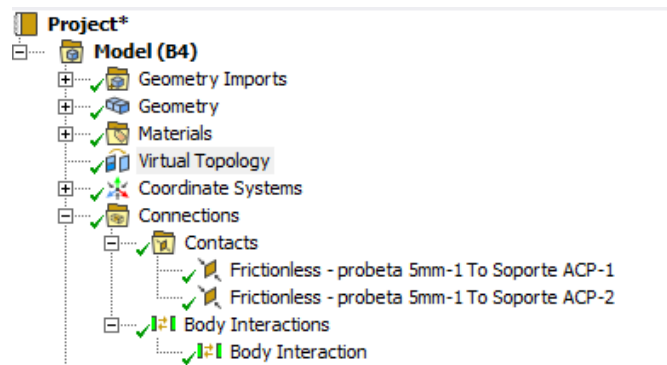 Project*
Model (B4)
Geometry Imports
Geometry
Materials
Virtual Topology
Coordinate Systems
Connections
Contacts
Frictionless - probeta 5mm-1 To Soporte ACP-1
Frictionless - probeta 5mm-1 To Soporte ACP-2
Body Interactions
Body Interaction